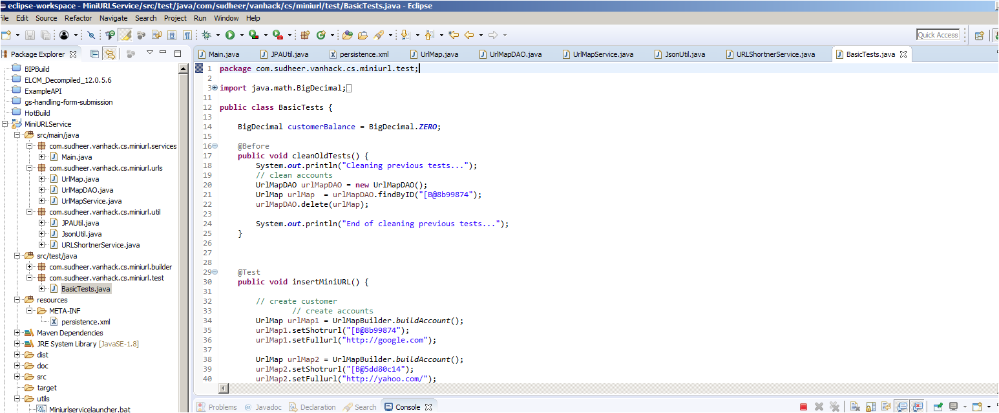 eclipse-workspace - MiniURLService/src/test/java/com/sudheer/vanhack/cs/miniurl/test/BasicTests.java - Eclipse
File Edit Source Refactor Navigate Search Project Run Window Help
Quick Access
Package Explorer
Main.java JPAUtil.java persistence.xml UrlMap.java UrlMapDAO.java UrlMapService.java JsonUtil.java URLShortnerService.java BasicTests.java
BIPBuild
ELCM_Decompiled_12.0.5.6
ExampleAPI
gs-handling-form-submission
HotBuild
MiniURLService
src/main/java
com.sudheer.vanhack.cs.miniurl.services
Main.java
com.sudheer.vanhack.cs.miniurl.urls
UrlMap.java
UrlMapDAO.java
UrlMapService.java
com.sudheer.vanhack.cs.miniurl.util
JPAUtil.java
JsonUtil.java
URLShortnerService.java
src/test/java
com.sudheer.vanhack.cs.miniurl.builder
com.sudheer.vanhack.cs.miniurl.test
BasicTests.java
resources
META-INF
persistence.xml
Maven Dependencies
JRE System Library [JavaSE-1.8]
dist
doc
src
target
utils
Miniurlservicelauncher.bat
1 package com.sudheer.vanhack.cs.miniurl.test;
2
3 import java.math.BigDecimal;
11
12 public class BasicTests {
13
14 BigDecimal customerBalance = BigDecimal.ZERO;
15
16 @Before
17 public void cleanOldTests() {
18 System.out.println("Cleaning previous tests...");
19 // clean accounts
20 UrlMapDAO urlMapDAO = new UrlMapDAO();
21 UrlMap urlMap  = urlMapDAO.findByID("[B@8b99874");
22 urlMapDAO.delete(urlMap);
23
24 System.out.println("End of cleaning previous tests...");
25 }
26
27
28
29 @Test
30 public void insertMiniURL() {
31
32 // create customer
33 // create accounts
34 UrlMap urlMap1 = UrlMapBuilder.buildAccount();
35 urlMap1.setShotrurl("[B@8b99874");
36 urlMap1.setFullurl("http://google.com");
37
38 UrlMap urlMap2 = UrlMapBuilder.buildAccount();
39 urlMap2.setShotrurl("[B@5dd80c14");
40 urlMap2.setFullurl("http://yahoo.com/");
Problems Javadoc Declaration Search Console